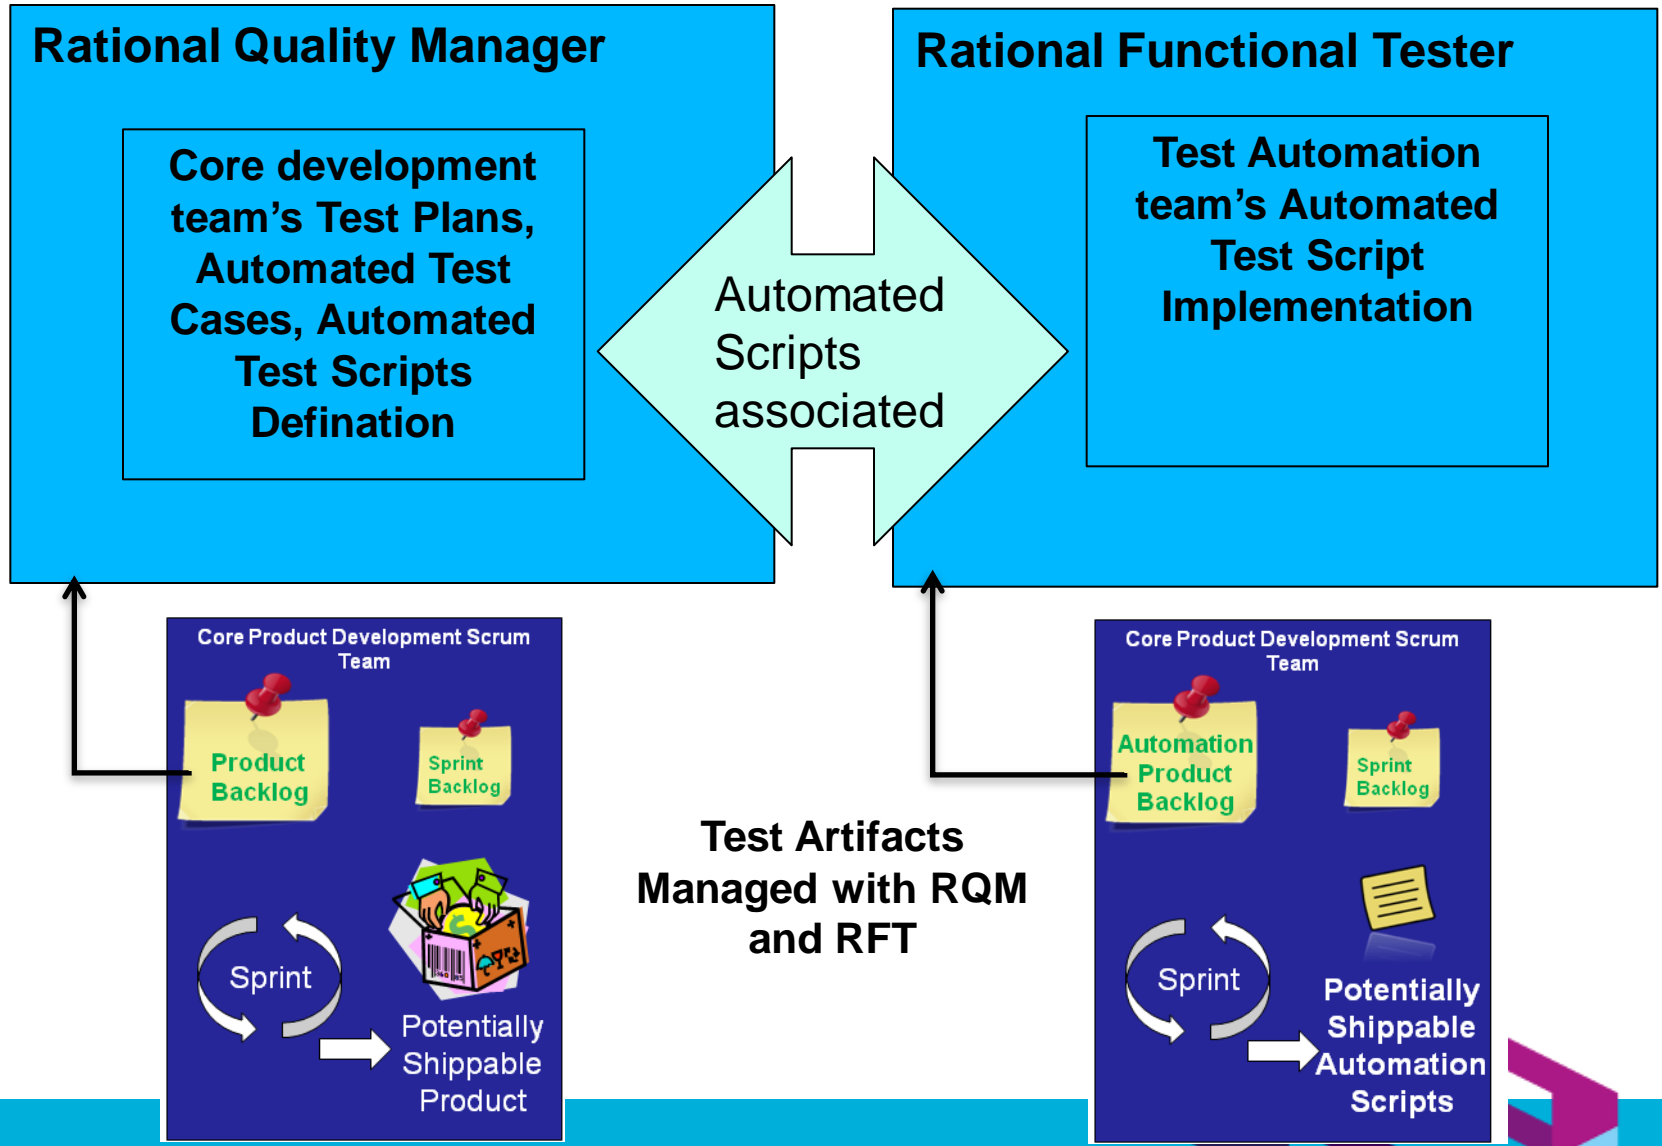 Rational Quality Manager
Core development
team’s Test Plans,
Automated Test
Cases, Automated
Test Scripts
Defination
Automated
Scripts
associated
Rational Functional Tester
Test Automation
team’s Automated
Test Script
Implementation
Core Product Development Scrum
Team
Product
Backlog
Sprint
Backlog
Sprint
Potentially
Shippable
Product
Test Artifacts
Managed with RQM
and RFT
Core Product Development Scrum
Team
Automation
Product
Backlog
Sprint
Backlog
Sprint
Potentially
Shippable
Automation
Scripts